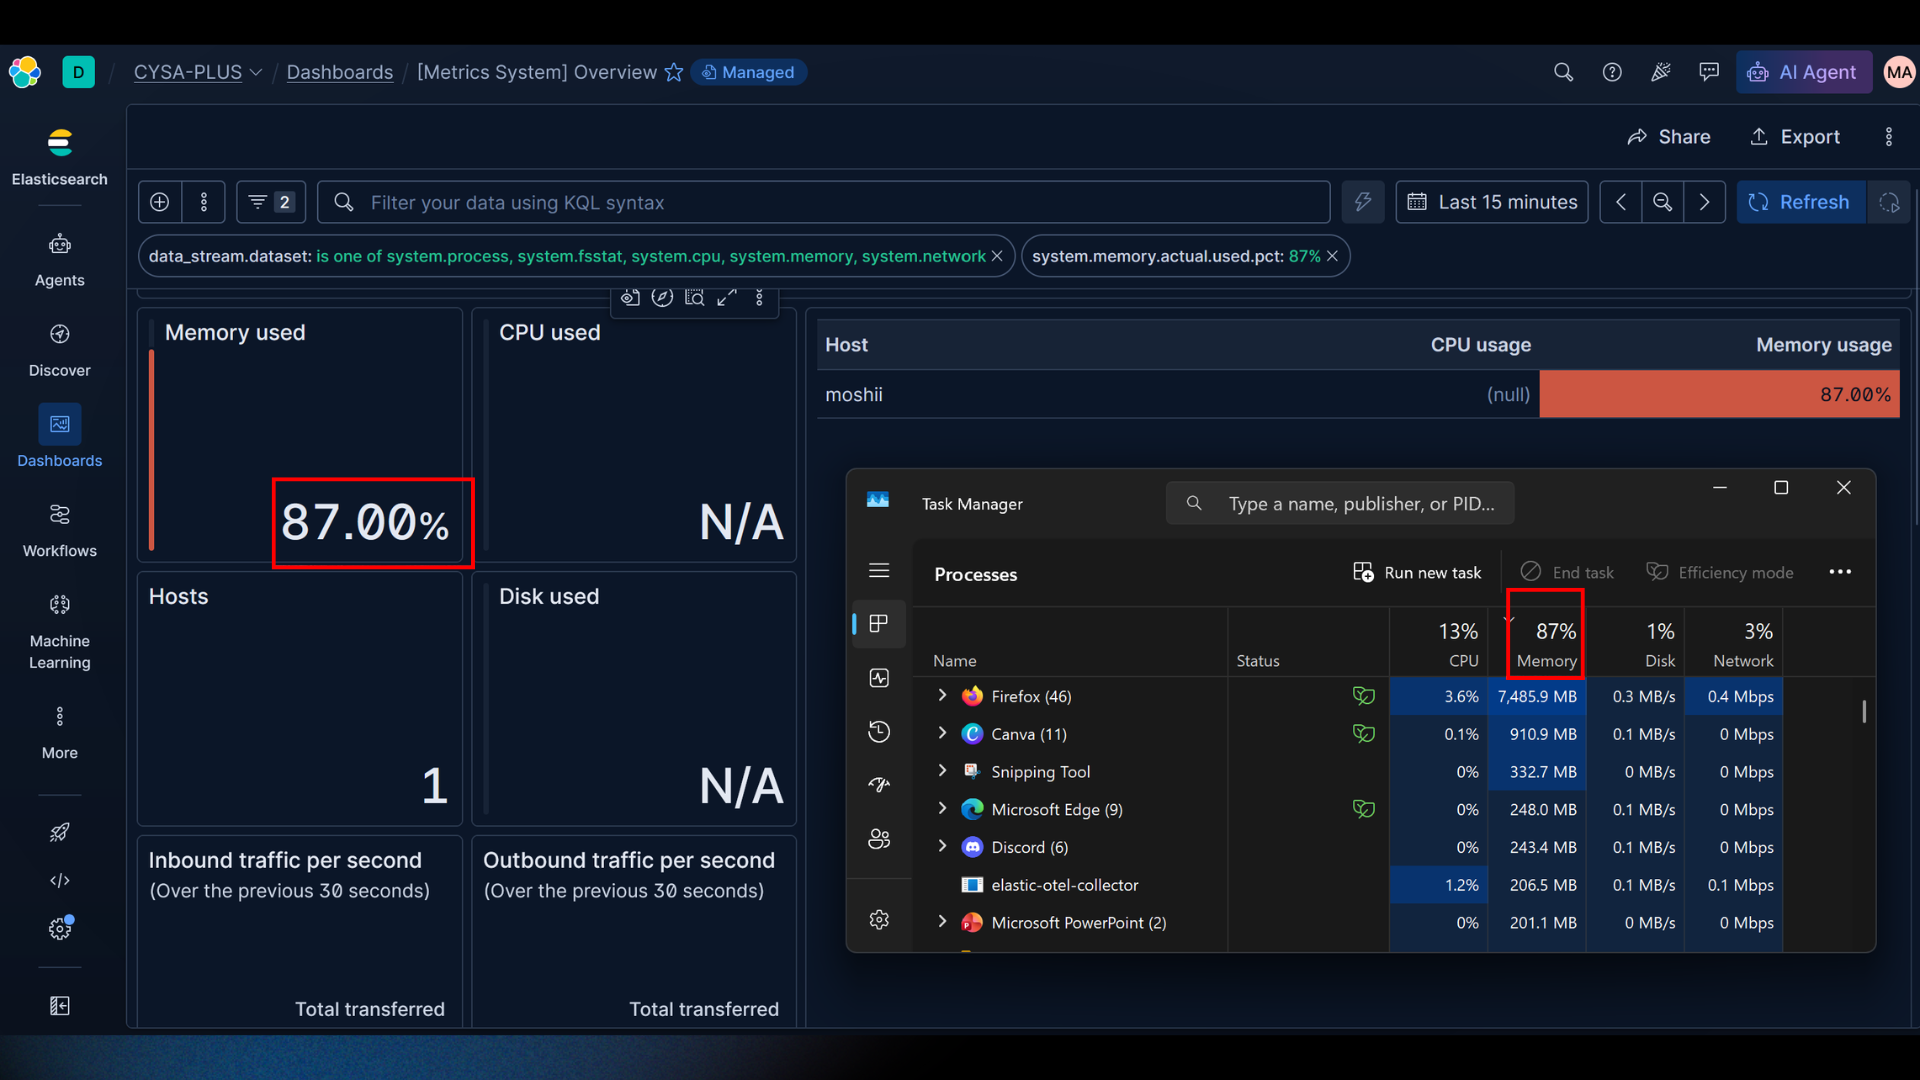 D / CYSA-PLUS / Dashboards / [Metrics System] Overview Managed AI Agent MA
Share Export
2 Filter your data using KQL syntax Last 15 minutes Refresh
data_stream.dataset: is one of system.process, system.fsstat, system.cpu, system.memory, system.network
system.memory.actual.used.pct: 87%
Elasticsearch
Agents
Discover
Dashboards
Workflows
Machine
Learning
More
Memory used
87.00%
CPU used
N/A
Hosts
1
Disk used
N/A
Inbound traffic per second
(Over the previous 30 seconds)
Total transferred
Outbound traffic per second
(Over the previous 30 seconds)
Total transferred
Host CPU usage Memory usage
moshii (null) 87.00%
Task Manager Type a name, publisher, or PID...
Processes Run new task End task Efficiency mode
13% 87% 1% 3%
Name Status CPU Memory Disk Network
Firefox (46) 3.6% 7,485.9 MB 0.3 MB/s 0.4 Mbps
Canva (11) 0.1% 910.9 MB 0.1 MB/s 0 Mbps
Snipping Tool 0% 332.7 MB 0 MB/s 0 Mbps
Microsoft Edge (9) 0% 248.0 MB 0.1 MB/s 0 Mbps
Discord (6) 0% 243.4 MB 0.1 MB/s 0 Mbps
elastic-otel-collector 1.2% 206.5 MB 0.1 MB/s 0.1 Mbps
Microsoft PowerPoint (2) 0% 201.1 MB 0 MB/s 0 Mbps